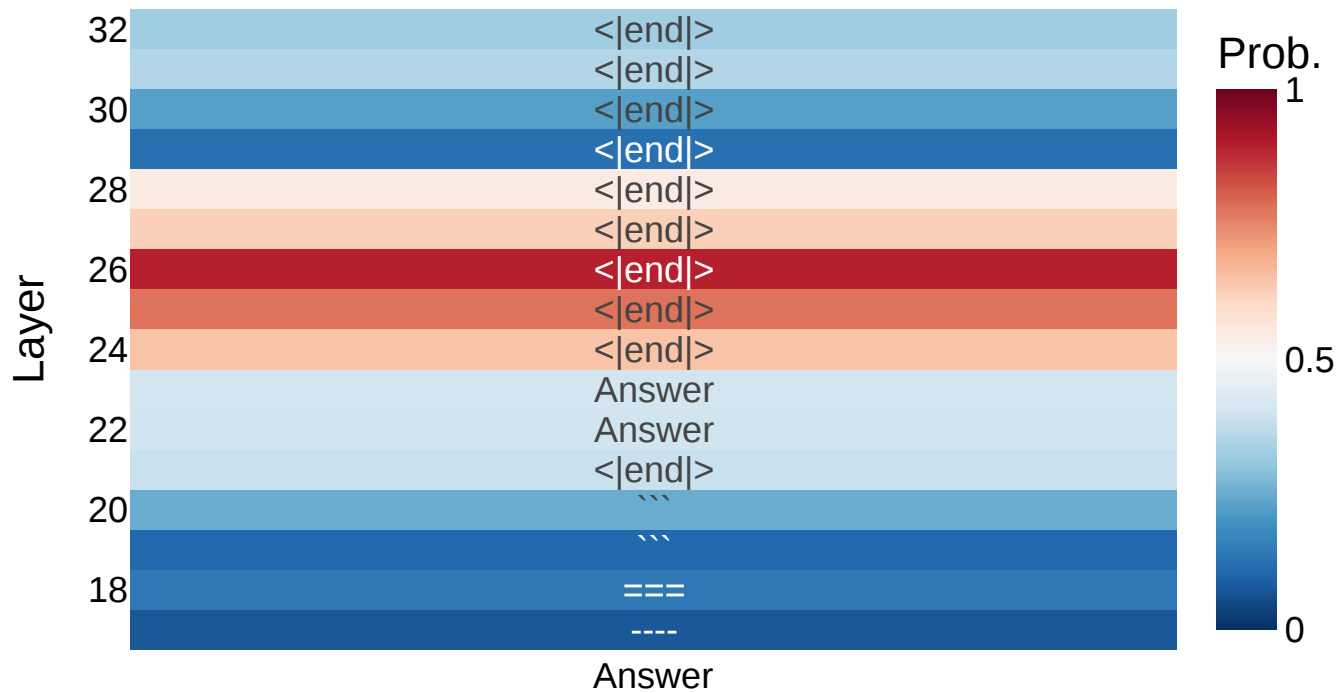 32 <|end|>
Prob.
<|end|>
1
30 <|end|>
<|end|>
28 <|end|>
<|end|>
Layer
26 <|end|>
<|end|>
24 <|end|>
0.5
Answer
22 Answer
<|end|>
20 ```
```
18 ===
----
0
Answer